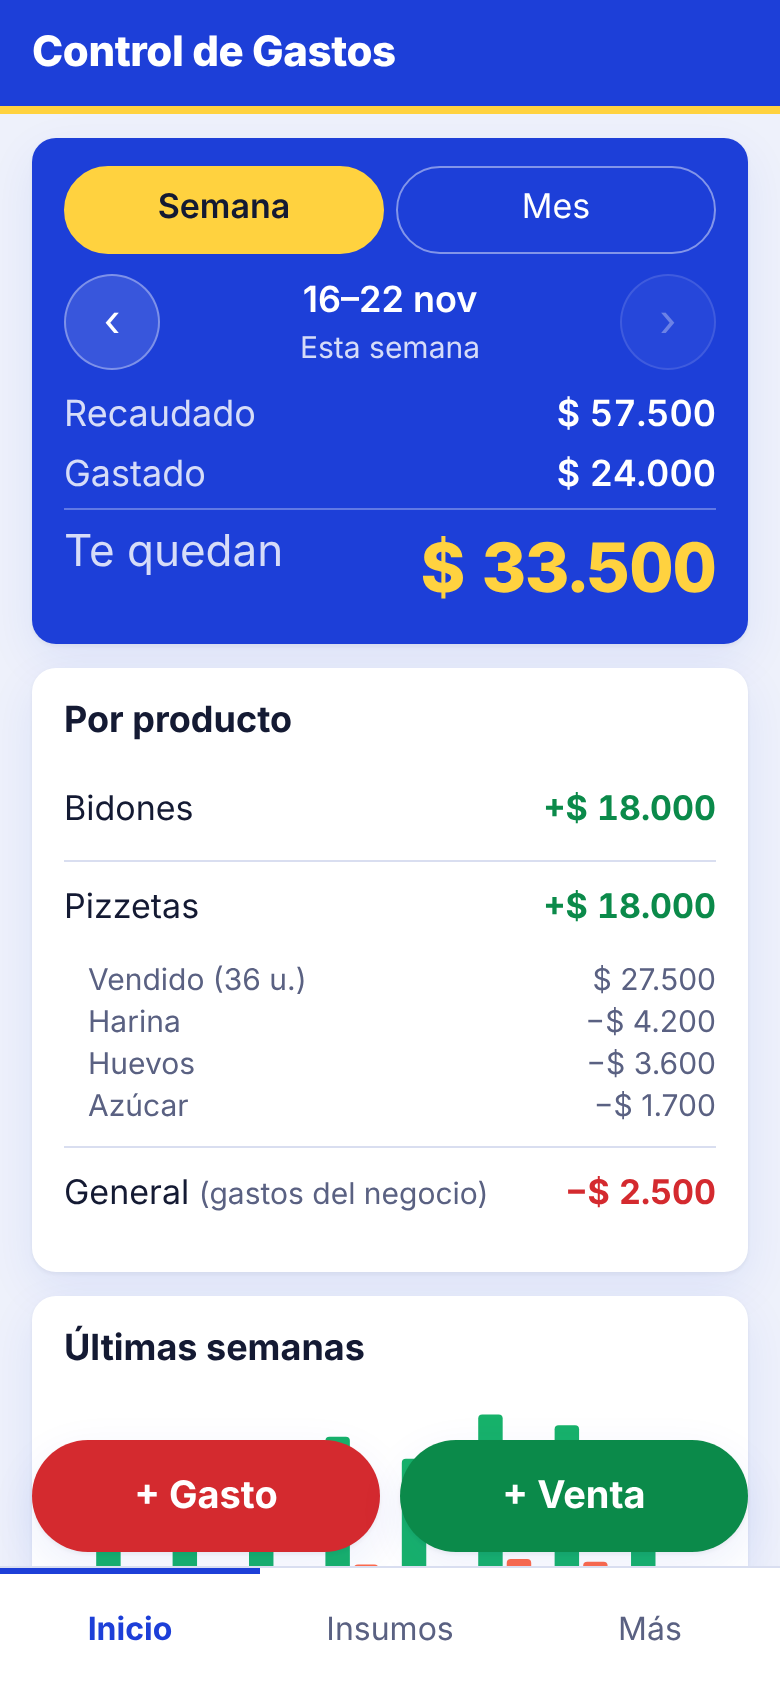 Control de Gastos
Semana
Mes
‹
16–22 nov
Esta semana
›
Recaudado $ 57.500
Gastado $ 24.000
Te quedan $ 33.500
Por producto
Bidones +$ 18.000
Pizzetas +$ 18.000
Vendido (36 u.) $ 27.500
Harina −$ 4.200
Huevos −$ 3.600
Azúcar −$ 1.700
General (gastos del negocio) −$ 2.500
Últimas semanas
+ Gasto
+ Venta
Inicio
Insumos
Más